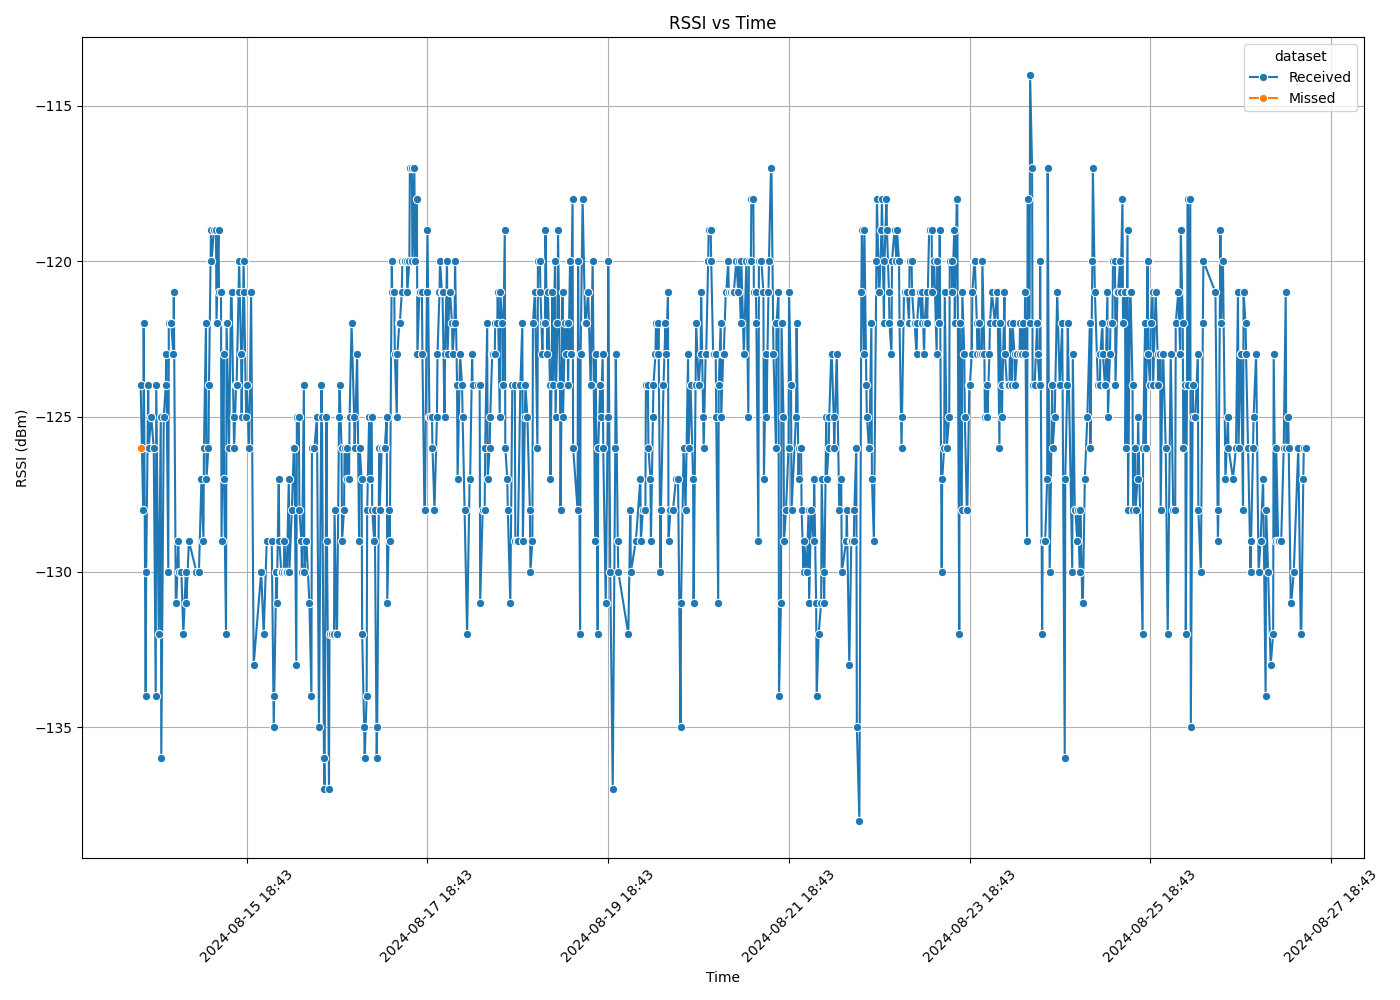 RSSI vs Time
dataset
Received
Missed
RSSI (dBm)
−115
−120
−125
−130
−135
2024-08-15 18:43
2024-08-17 18:43
2024-08-19 18:43
2024-08-21 18:43
2024-08-23 18:43
2024-08-25 18:43
2024-08-27 18:43
Time